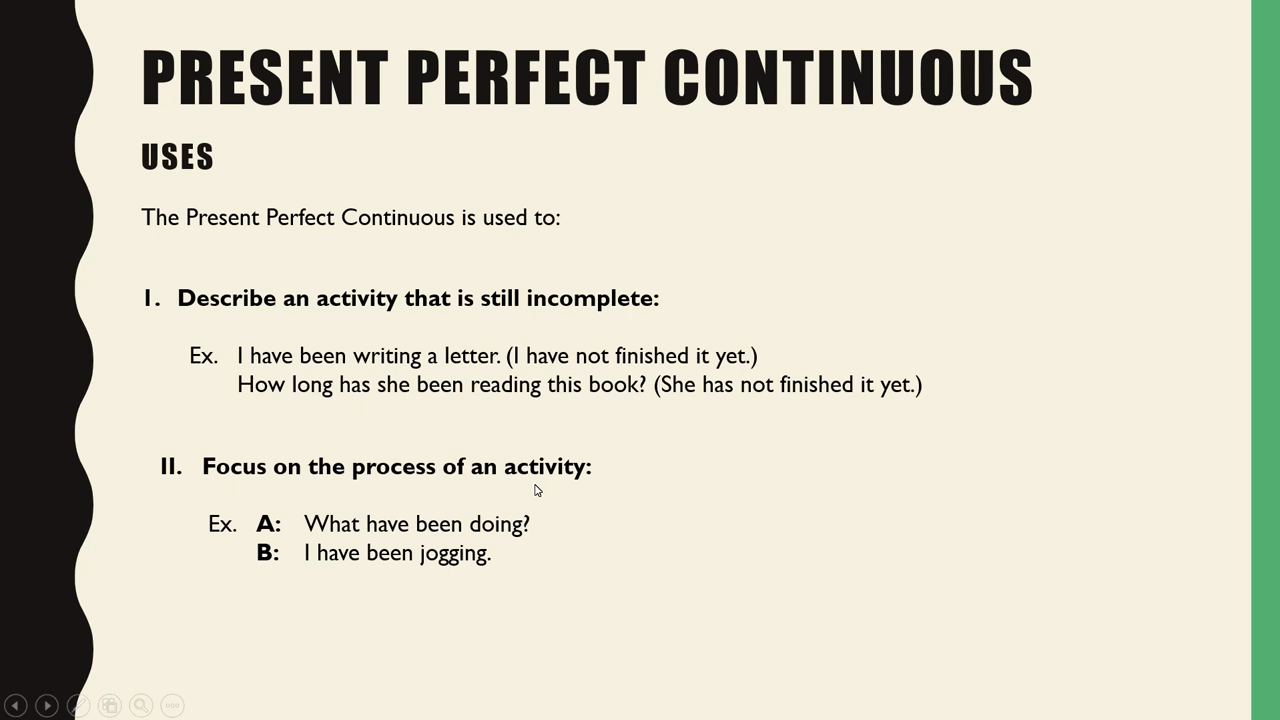 PRESENT PERFECT CONTINUOUS
USES
The Present Perfect Continuous is used to:
I. Describe an activity that is still incomplete:
Ex. I have been writing a letter. (I have not finished it yet.)
How long has she been reading this book? (She has not finished it yet.)
II. Focus on the process of an activity:
Ex. A: What have been doing?
B: I have been jogging.